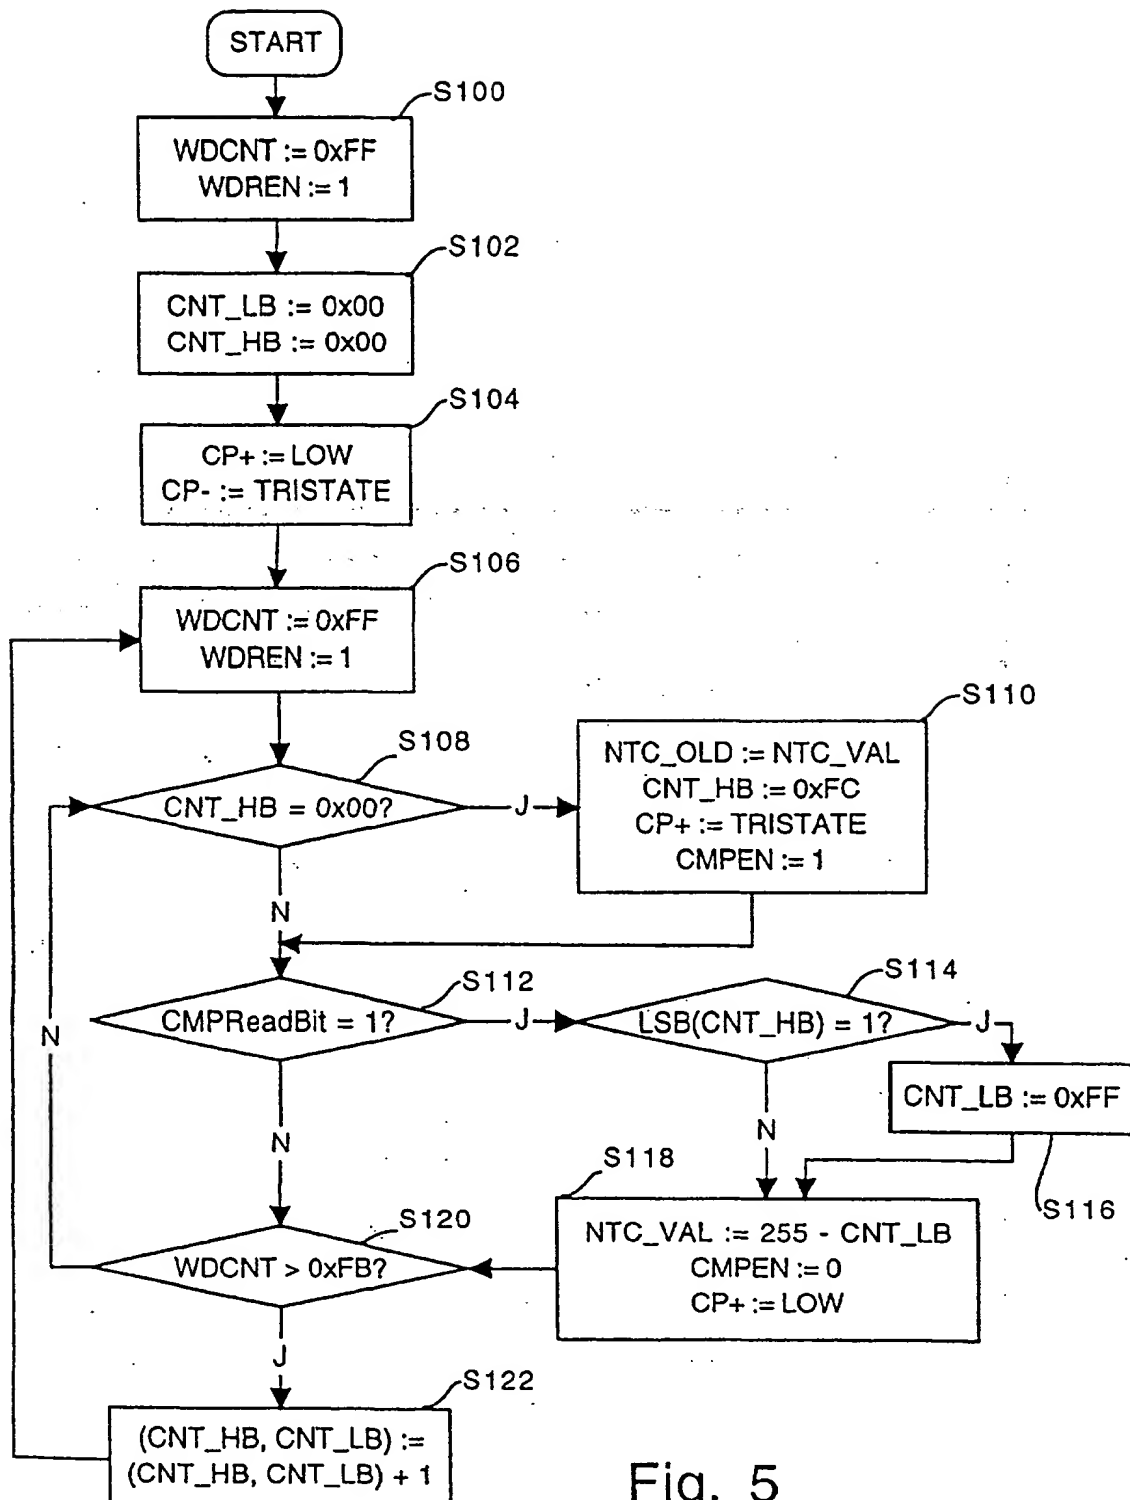 START
S100
WDCNT := 0xFF
WDREN := 1
S102
CNT_LB := 0x00
CNT_HB := 0x00
S104
CP+ := LOW
CP- := TRISTATE
S106
WDCNT := 0xFF
WDREN := 1
S108
CNT_HB = 0x00?
J
N
S110
NTC_OLD := NTC_VAL
CNT_HB := 0xFC
CP+ := TRISTATE
CMPEN := 1
S112
CMPReadBit = 1?
J
N
S114
LSB(CNT_HB) = 1?
J
N
CNT_LB := 0xFF
S116
S118
NTC_VAL := 255 - CNT_LB
CMPEN := 0
CP+ := LOW
S120
WDCNT > 0xFB?
N
J
S122
(CNT_HB, CNT_LB) :=
(CNT_HB, CNT_LB) + 1
Fig. 5